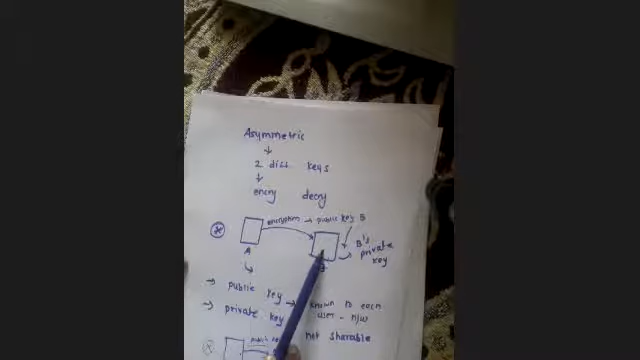 Asymmetric
↓
2 diff. keys
↓
encry decry
encryption → public key B
A B's private key
→ public key → known to each user - n/w
→ private key not sharable
public